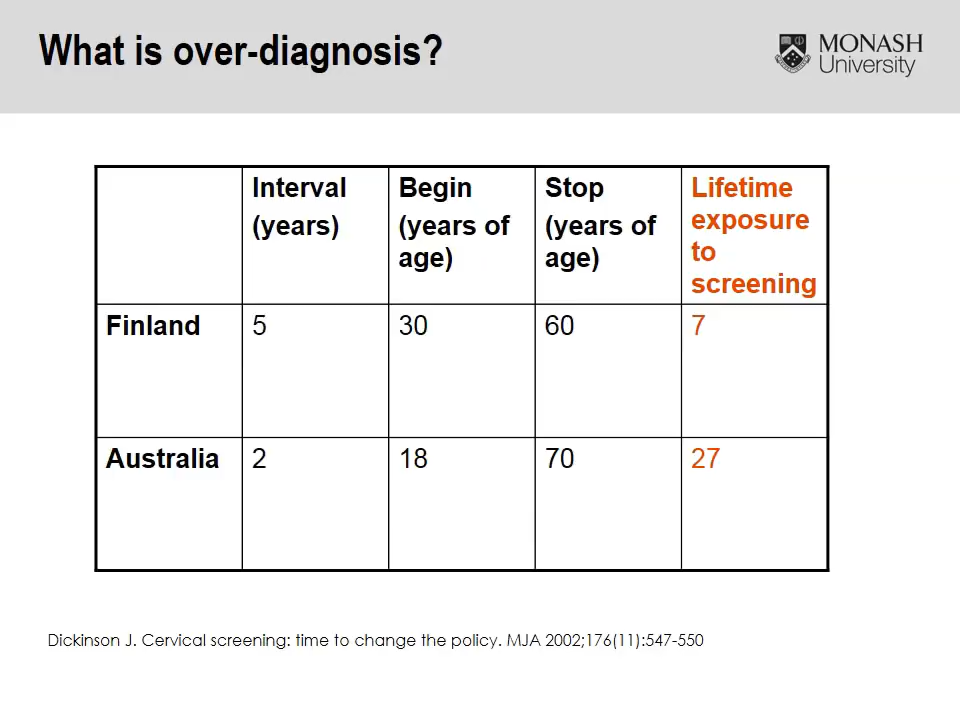 What is over-diagnosis?
MONASH
University
Interval
(years)
Begin
(years of
age)
Stop
(years of
age)
Lifetime
exposure
to
screening
Finland 5 30 60 7
Australia 2 18 70 27
Dickinson J. Cervical screening: time to change the policy. MJA 2002;176(11):547-550